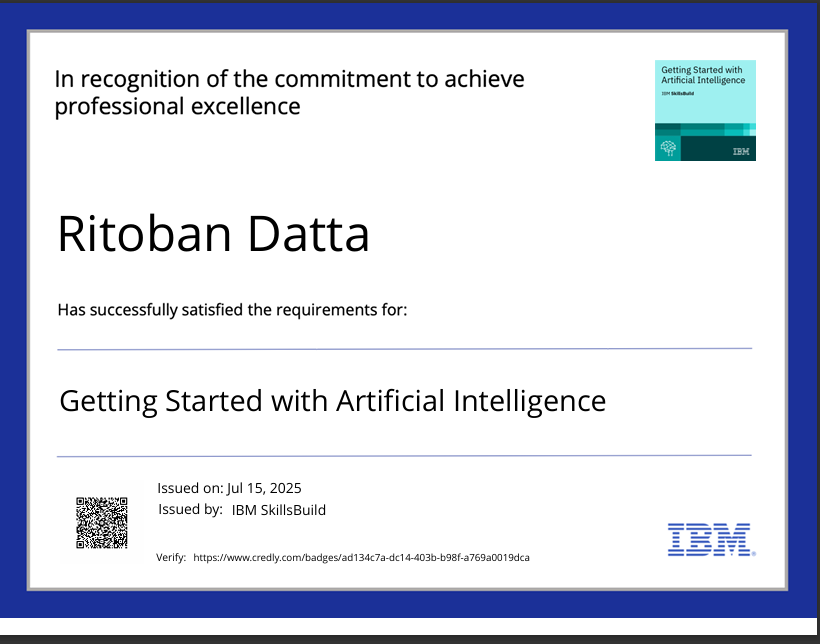 In recognition of the commitment to achieve
professional excellence
Getting Started with
Artificial Intelligence
IBM SkillsBuild
IBM
Ritoban Datta
Has successfully satisfied the requirements for:
Getting Started with Artificial Intelligence
Issued on: Jul 15, 2025
Issued by: IBM SkillsBuild
Verify: https://www.credly.com/badges/ad134c7a-dc14-403b-b98f-a769a0019dca
IBM®